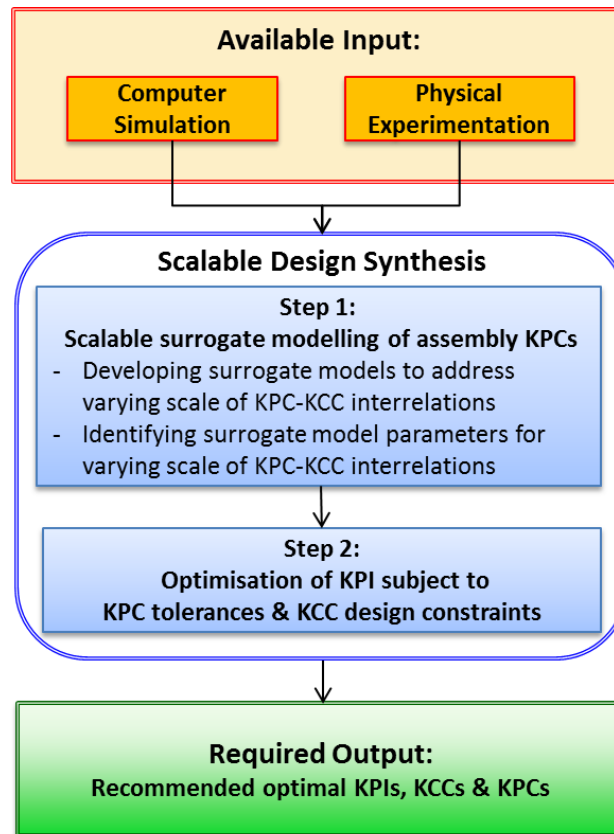 Available Input:
Computer
Simulation
Physical
Experimentation
Scalable Design Synthesis
Step 1:
Scalable surrogate modelling of assembly KPCs
- Developing surrogate models to address
varying scale of KPC-KCC interrelations
- Identifying surrogate model parameters for
varying scale of KPC-KCC interrelations
Step 2:
Optimisation of KPI subject to
KPC tolerances & KCC design constraints
Required Output:
Recommended optimal KPIs, KCCs & KPCs